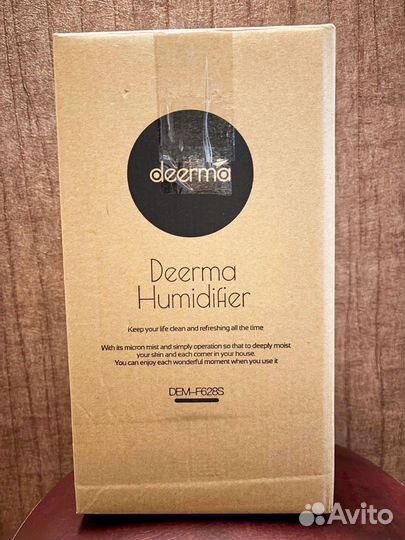 deerma
Deerma
Humidifier
Keep your life clean and refreshing all the time
With its micron mist and simply operation so that to deeply moist
your shin and each corner in your house.
You can enjoy each wonderful moment when you use it
DEM-F628S
Avito